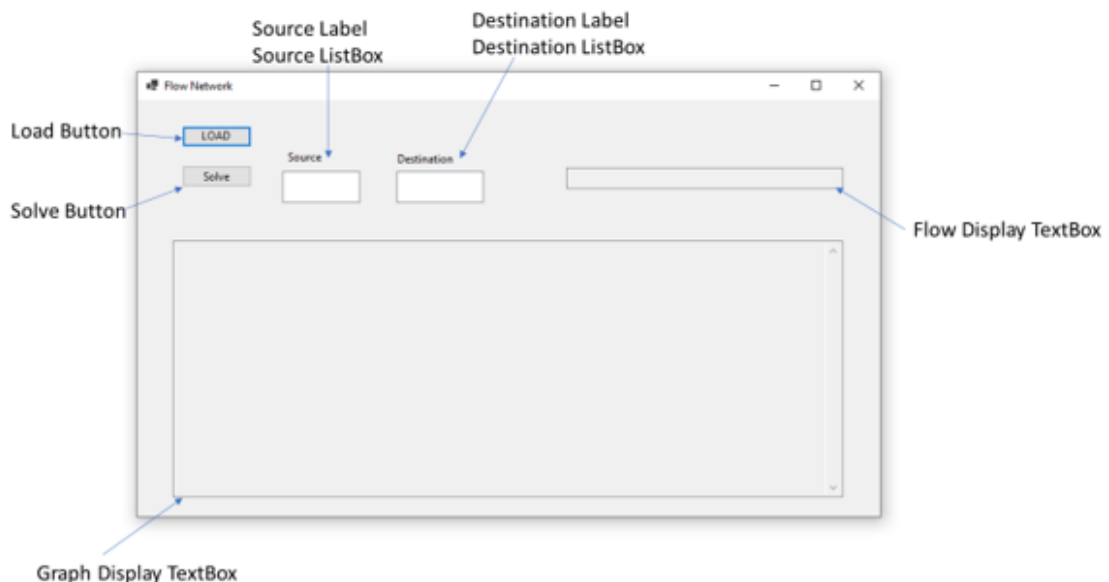 Source Label
Source ListBox
Destination Label
Destination ListBox
Flow Network
Load Button
LOAD
Source
Destination
Solve
Solve Button
Flow Display TextBox
Graph Display TextBox